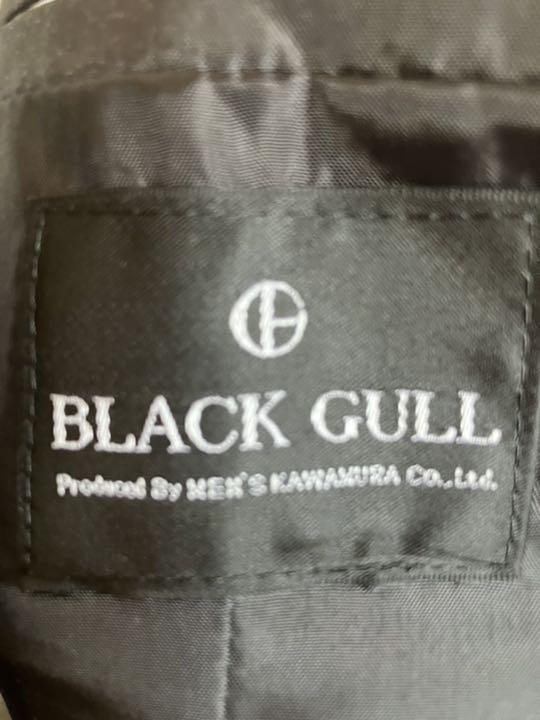 BLACK GULL
Produced By MEN'S KAWAMURA Co.,Ltd.